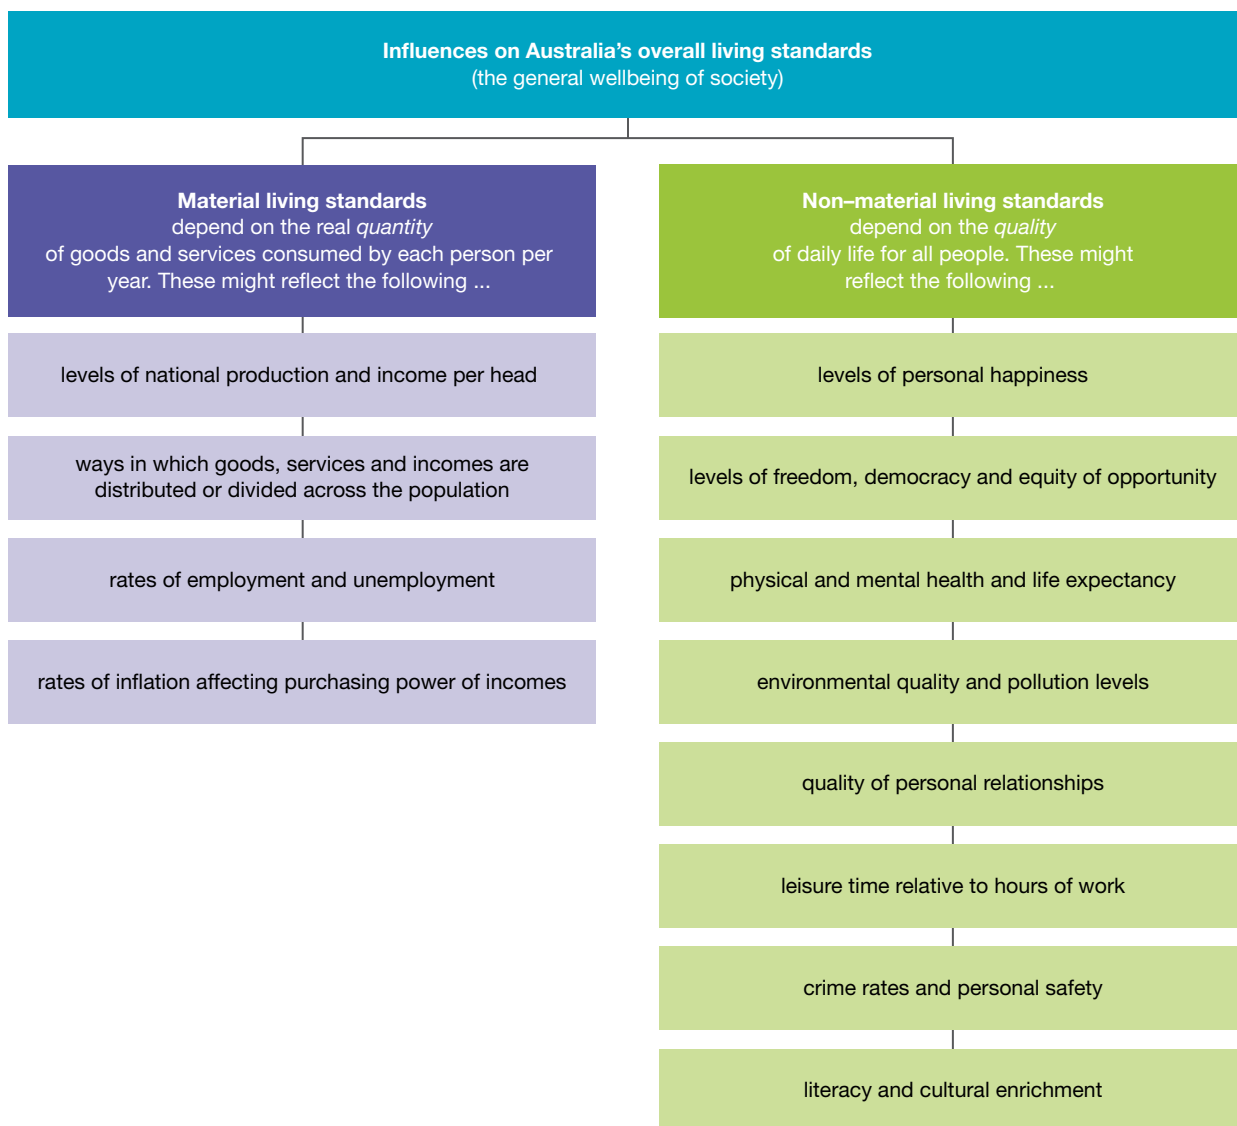 Influences on Australia’s overall living standards
(the general wellbeing of society)
Material living standards
depend on the real quantity
of goods and services consumed by each person per
year. These might reflect the following ...
levels of national production and income per head
ways in which goods, services and incomes are
distributed or divided across the population
rates of employment and unemployment
rates of inflation affecting purchasing power of incomes
Non–material living standards
depend on the quality
of daily life for all people. These might
reflect the following ...
levels of personal happiness
levels of freedom, democracy and equity of opportunity
physical and mental health and life expectancy
environmental quality and pollution levels
quality of personal relationships
leisure time relative to hours of work
crime rates and personal safety
literacy and cultural enrichment